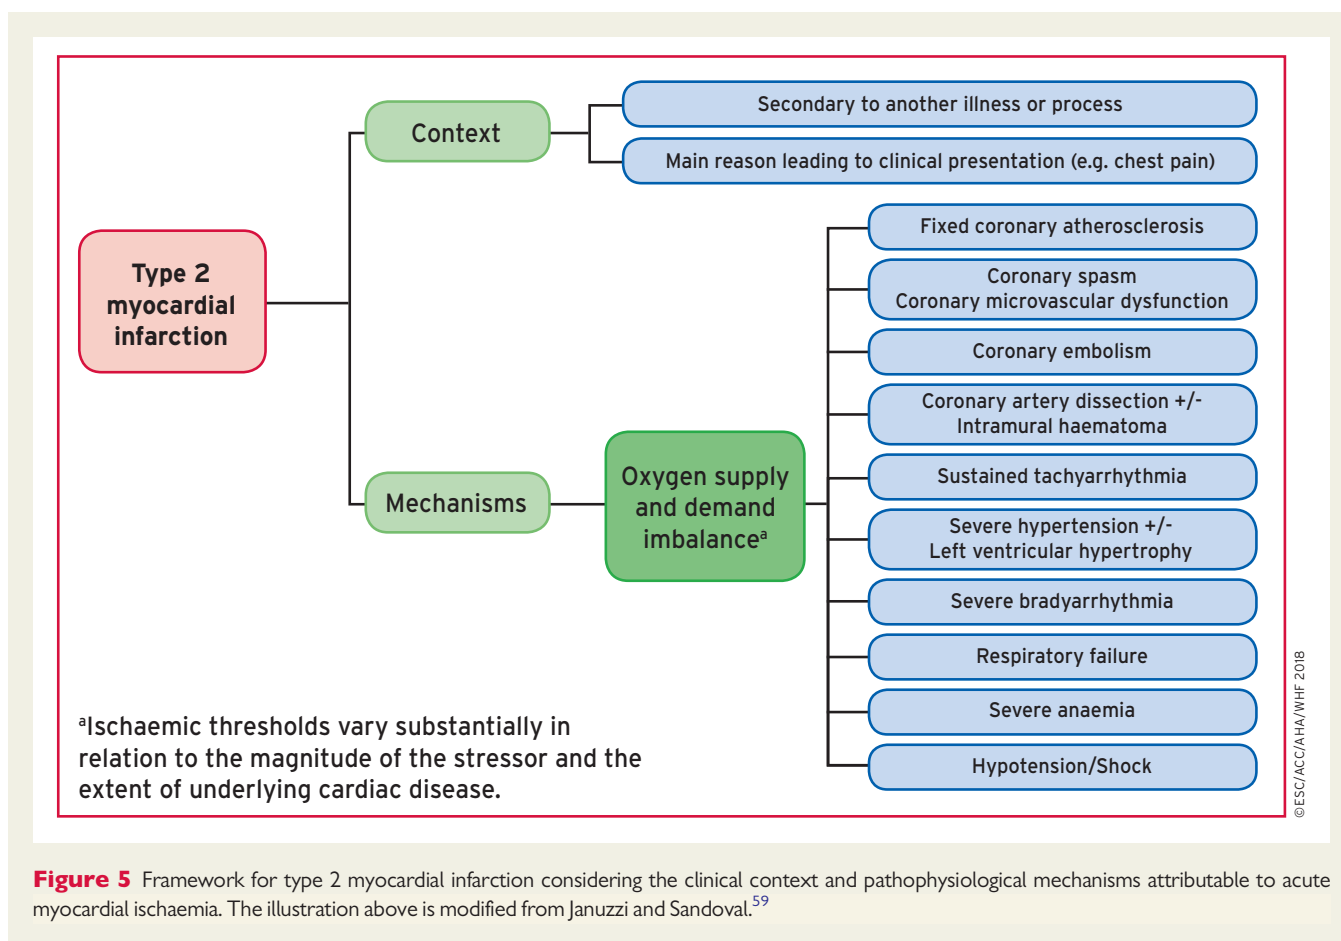 Context
Secondary to another illness or process
Main reason leading to clinical presentation (e.g. chest pain)
Type 2
myocardial
infarction
Mechanisms
Oxygen supply
and demand
imbalanceᵃ
Fixed coronary atherosclerosis
Coronary spasm
Coronary microvascular dysfunction
Coronary embolism
Coronary artery dissection +/-
Intramural haematoma
Sustained tachyarrhythmia
Severe hypertension +/-
Left ventricular hypertrophy
Severe bradyarrhythmia
Respiratory failure
Severe anaemia
Hypotension/Shock
ᵃIschaemic thresholds vary substantially in
relation to the magnitude of the stressor and the
extent of underlying cardiac disease.
©ESC/ACC/AHA/WHF 2018
Figure 5 Framework for type 2 myocardial infarction considering the clinical context and pathophysiological mechanisms attributable to acute
myocardial ischaemia. The illustration above is modified from Januzzi and Sandoval.⁵⁹